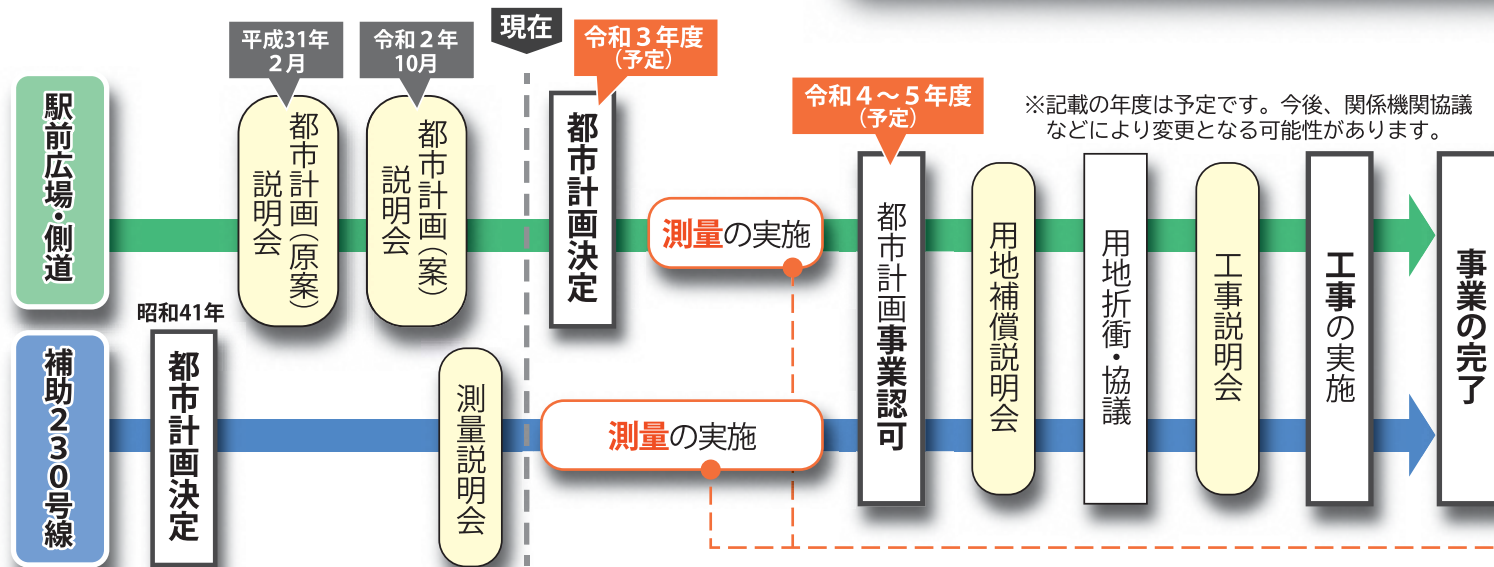 現在
平成31年
2月
令和2年
10月
令和3年度
(予定)
令和4～5年度
(予定)
※記載の年度は予定です。今後、関係機関協議
などにより変更となる可能性があります。
駅前広場・側道
都市計画(原案)
説明会
都市計画(案)
説明会
都市計画決定
測量の実施
都市計画事業認可
用地補償説明会
用地折衝・協議
工事説明会
工事の実施
事業の完了
補助230号線
昭和41年
都市計画決定
測量説明会
測量の実施